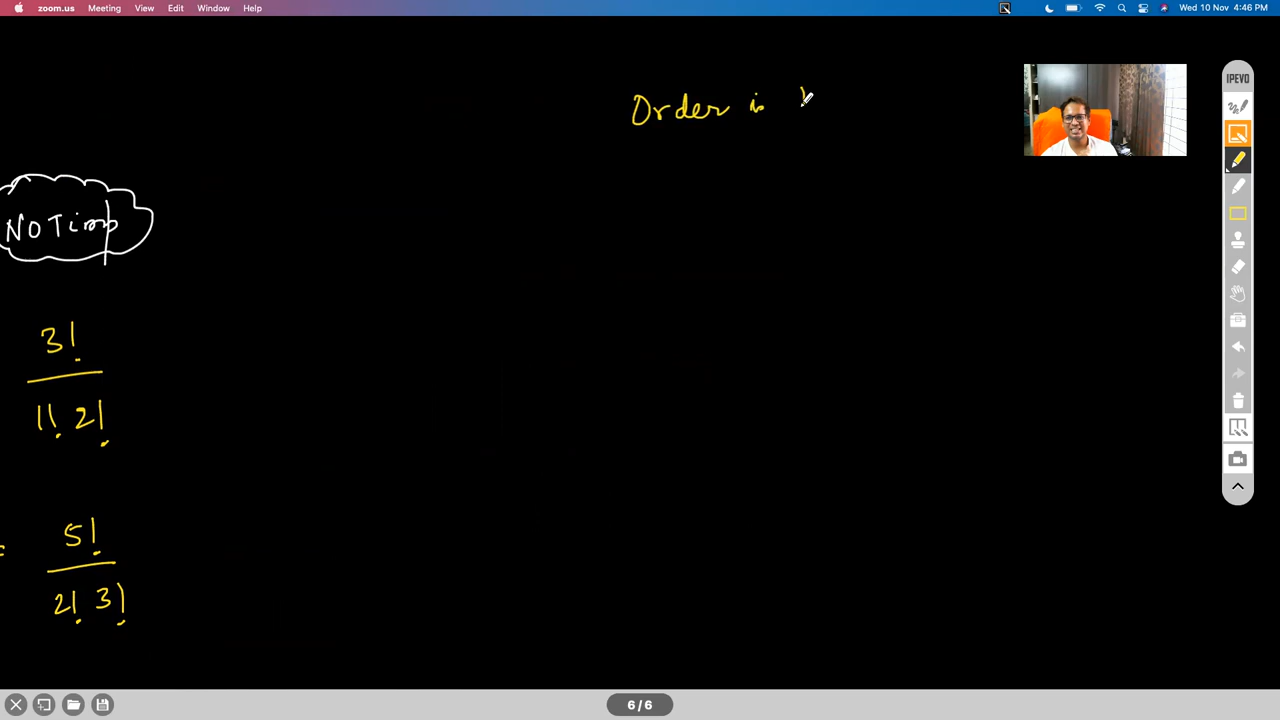 zoom.us Meeting View Edit Window Help Wed 10 Nov 4:46 PM
Order is
IPEVO
NOT imp
3!
1! 2!
5!
2! 3!
6 / 6